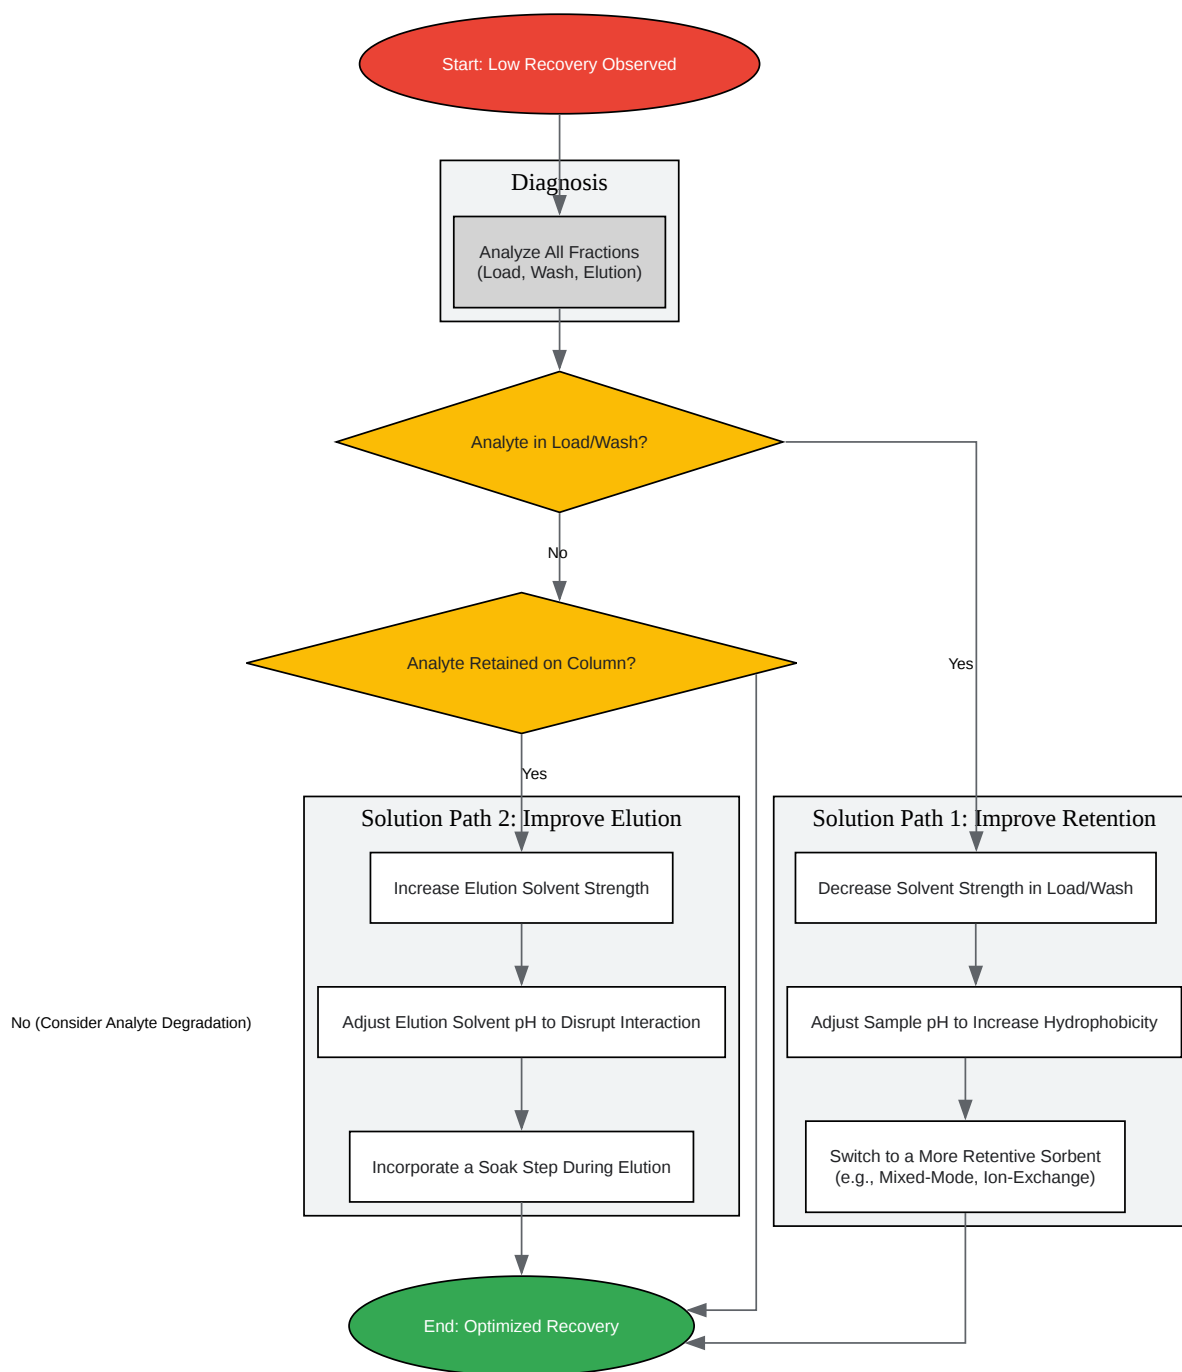 Start: Low Recovery Observed
Diagnosis
Analyze All Fractions
(Load, Wash, Elution)
Analyte in Load/Wash?
No
Yes
Analyte Retained on Column?
Yes
Solution Path 2: Improve Elution
Increase Elution Solvent Strength
Adjust Elution Solvent pH to Disrupt Interaction
Incorporate a Soak Step During Elution
Solution Path 1: Improve Retention
Decrease Solvent Strength in Load/Wash
Adjust Sample pH to Increase Hydrophobicity
Switch to a More Retentive Sorbent
(e.g., Mixed-Mode, Ion-Exchange)
No (Consider Analyte Degradation)
End: Optimized Recovery